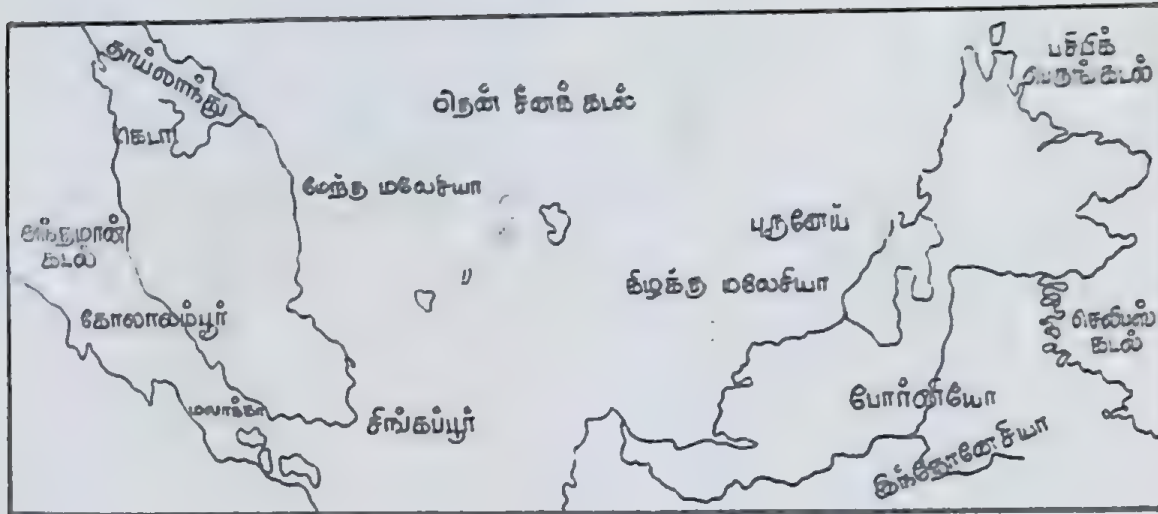 தாய்லாந்து
கெடா
தென் சீனக் கடல்
பசிபிக்
பெருங்கடல்
மேற்கு மலேசியா
அந்தமான்
கடல்
புருனேய்
கிழக்கு மலேசியா
கோலாலம்பூர்
செலிபஸ்
கடல்
மலாக்கா
சிங்கப்பூர்
போர்னியோ
இந்தோனேசியா